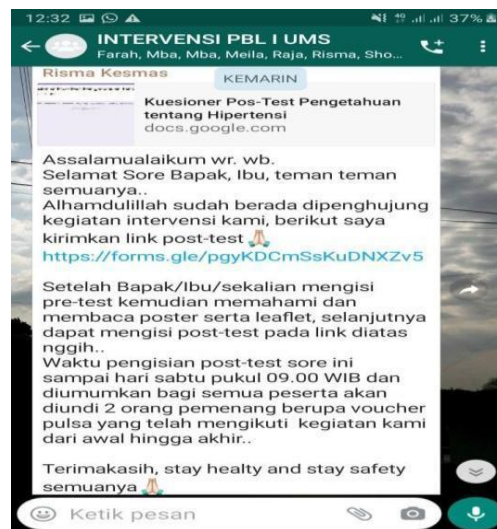 12:32 37%
INTERVENSI PBL I UMS
Farah, Mba, Mba, Meila, Raja, Risma, Sho...
Risma Kesmas
KEMARIN
Kuesioner Pos-Test Pengetahuan
tentang Hipertensi
docs.google.com
Assalamualaikum wr. wb.
Selamat Sore Bapak, Ibu, teman teman
semuanya..
Alhamdulillah sudah berada dipenghujung
kegiatan intervensi kami, berikut saya
kirimkan link post-test 🙏🏻
https://forms.gle/pgyKDCmSsKuDNXZv5
Setelah Bapak/Ibu/sekalian mengisi
pre-test kemudian memahami dan
membaca poster serta leaflet, selanjutnya
dapat mengisi post-test pada link diatas
nggih..
Waktu pengisian post-test sore ini
sampai hari sabtu pukul 09.00 WIB dan
diumumkan bagi semua peserta akan
diundi 2 orang pemenang berupa voucher
pulsa yang telah mengikuti kegiatan kami
dari awal hingga akhir..
Terimakasih, stay healty and stay safety
semuanya 🙏🏻
Ketik pesan